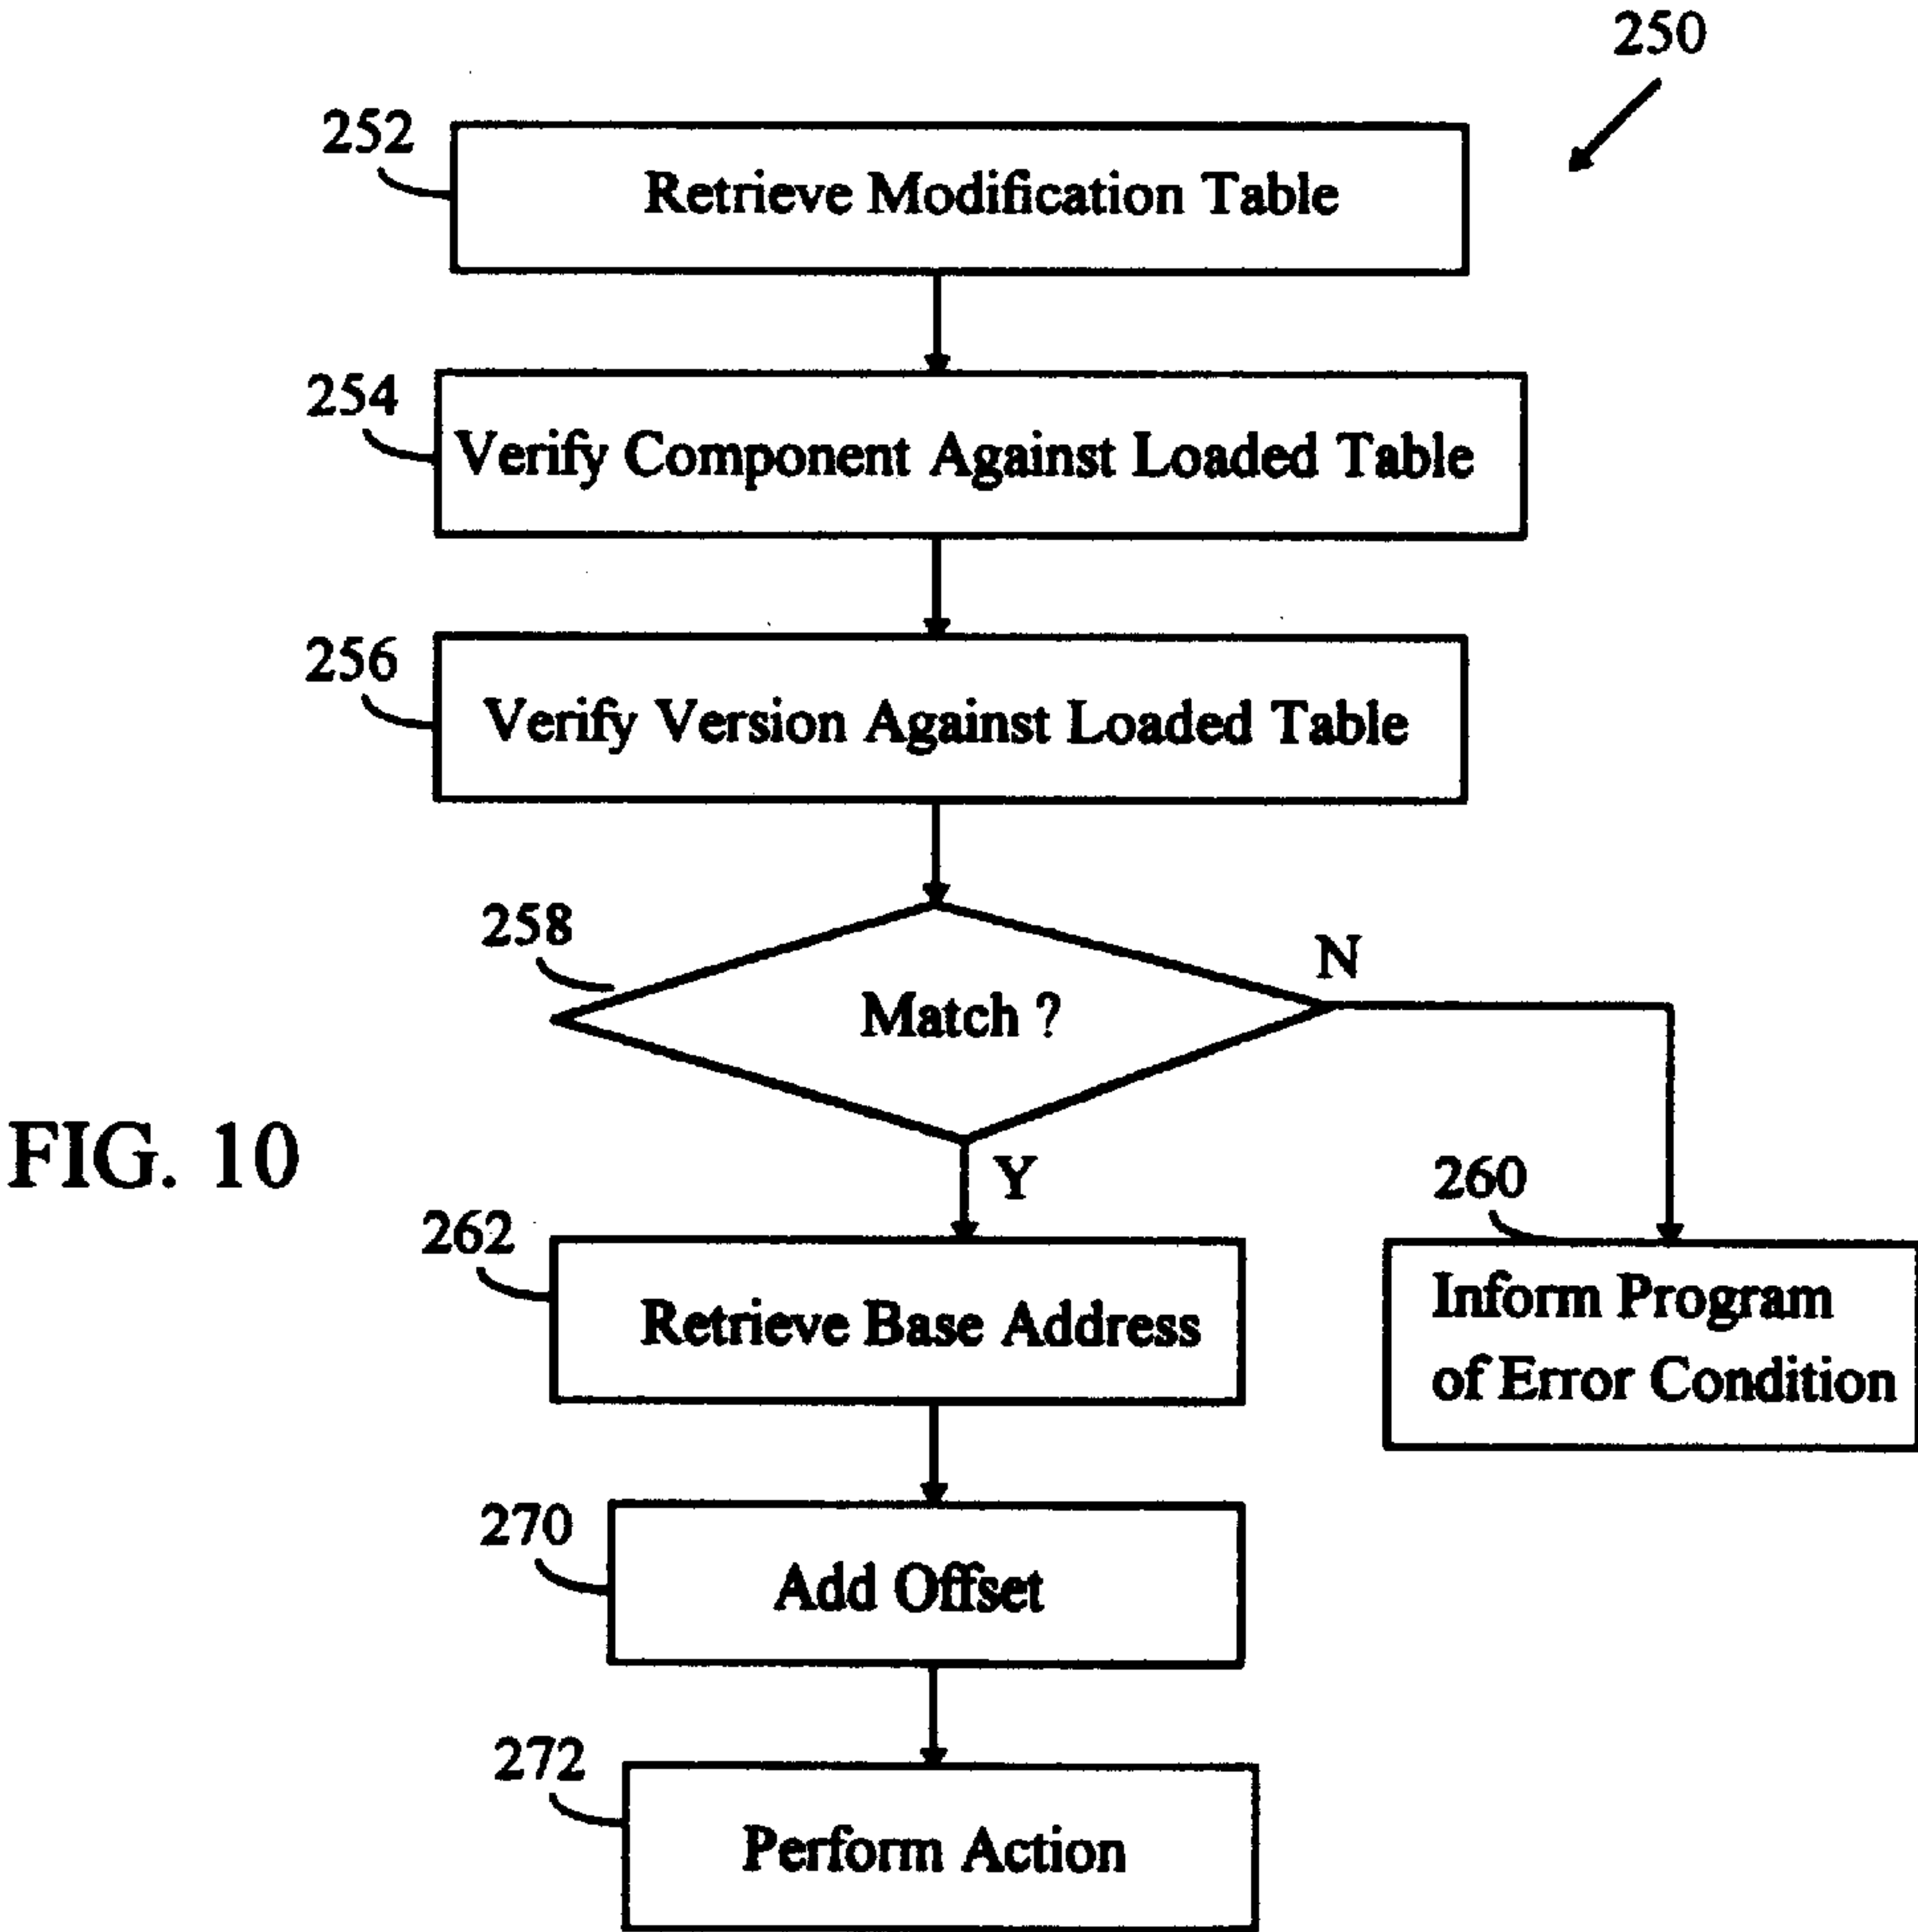 250
252
Retrieve Modification Table
254
Verify Component Against Loaded Table
256
Verify Version Against Loaded Table
258
Match ?
N
Y
FIG. 10
260
Inform Program
of Error Condition
262
Retrieve Base Address
270
Add Offset
272
Perform Action